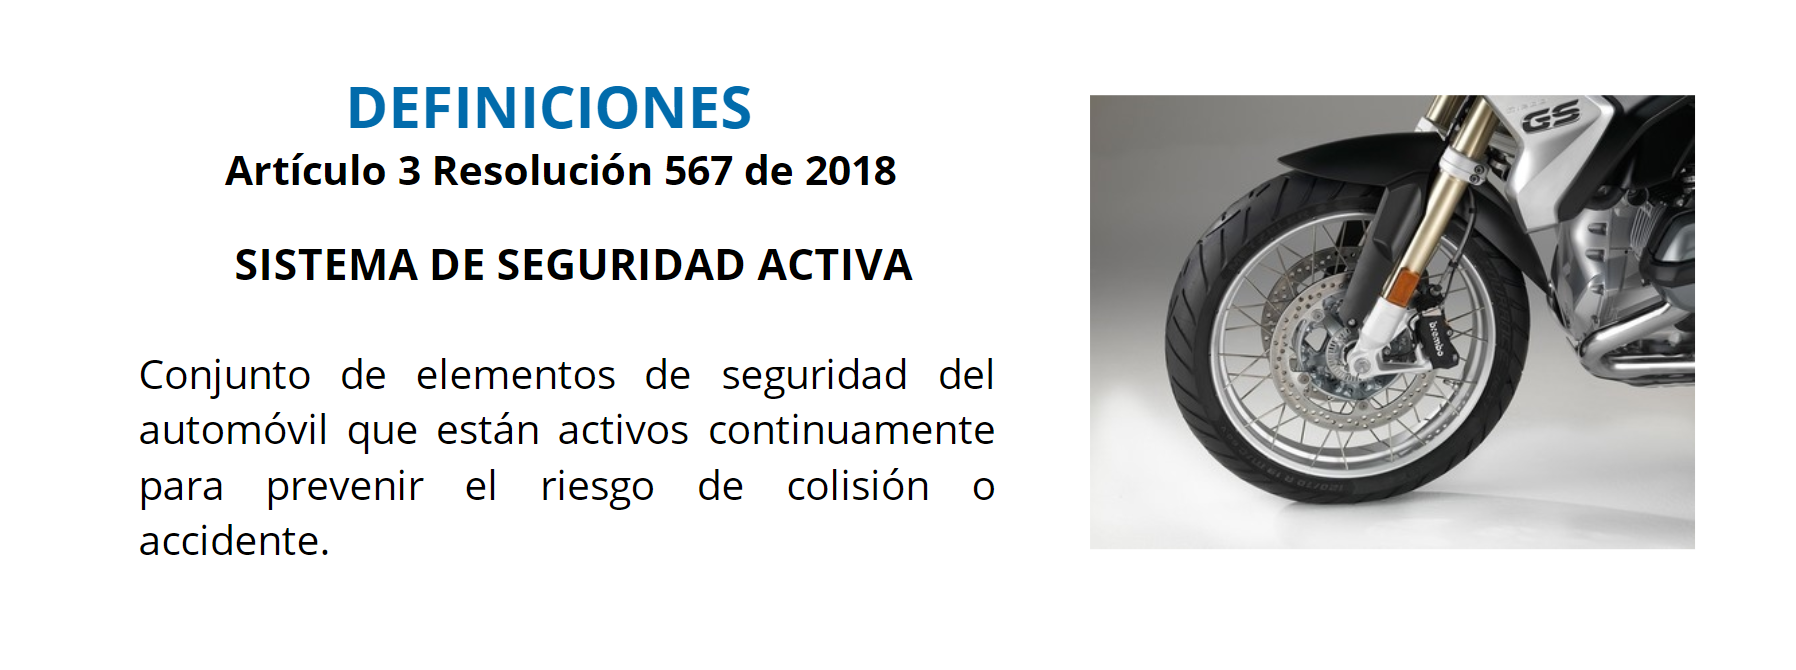 DEFINICIONES
Artículo 3 Resolución 567 de 2018
SISTEMA DE SEGURIDAD ACTIVA
Conjunto de elementos de seguridad del
automóvil que están activos continuamente
para prevenir el riesgo de colisión o
accidente.
GS
brembo